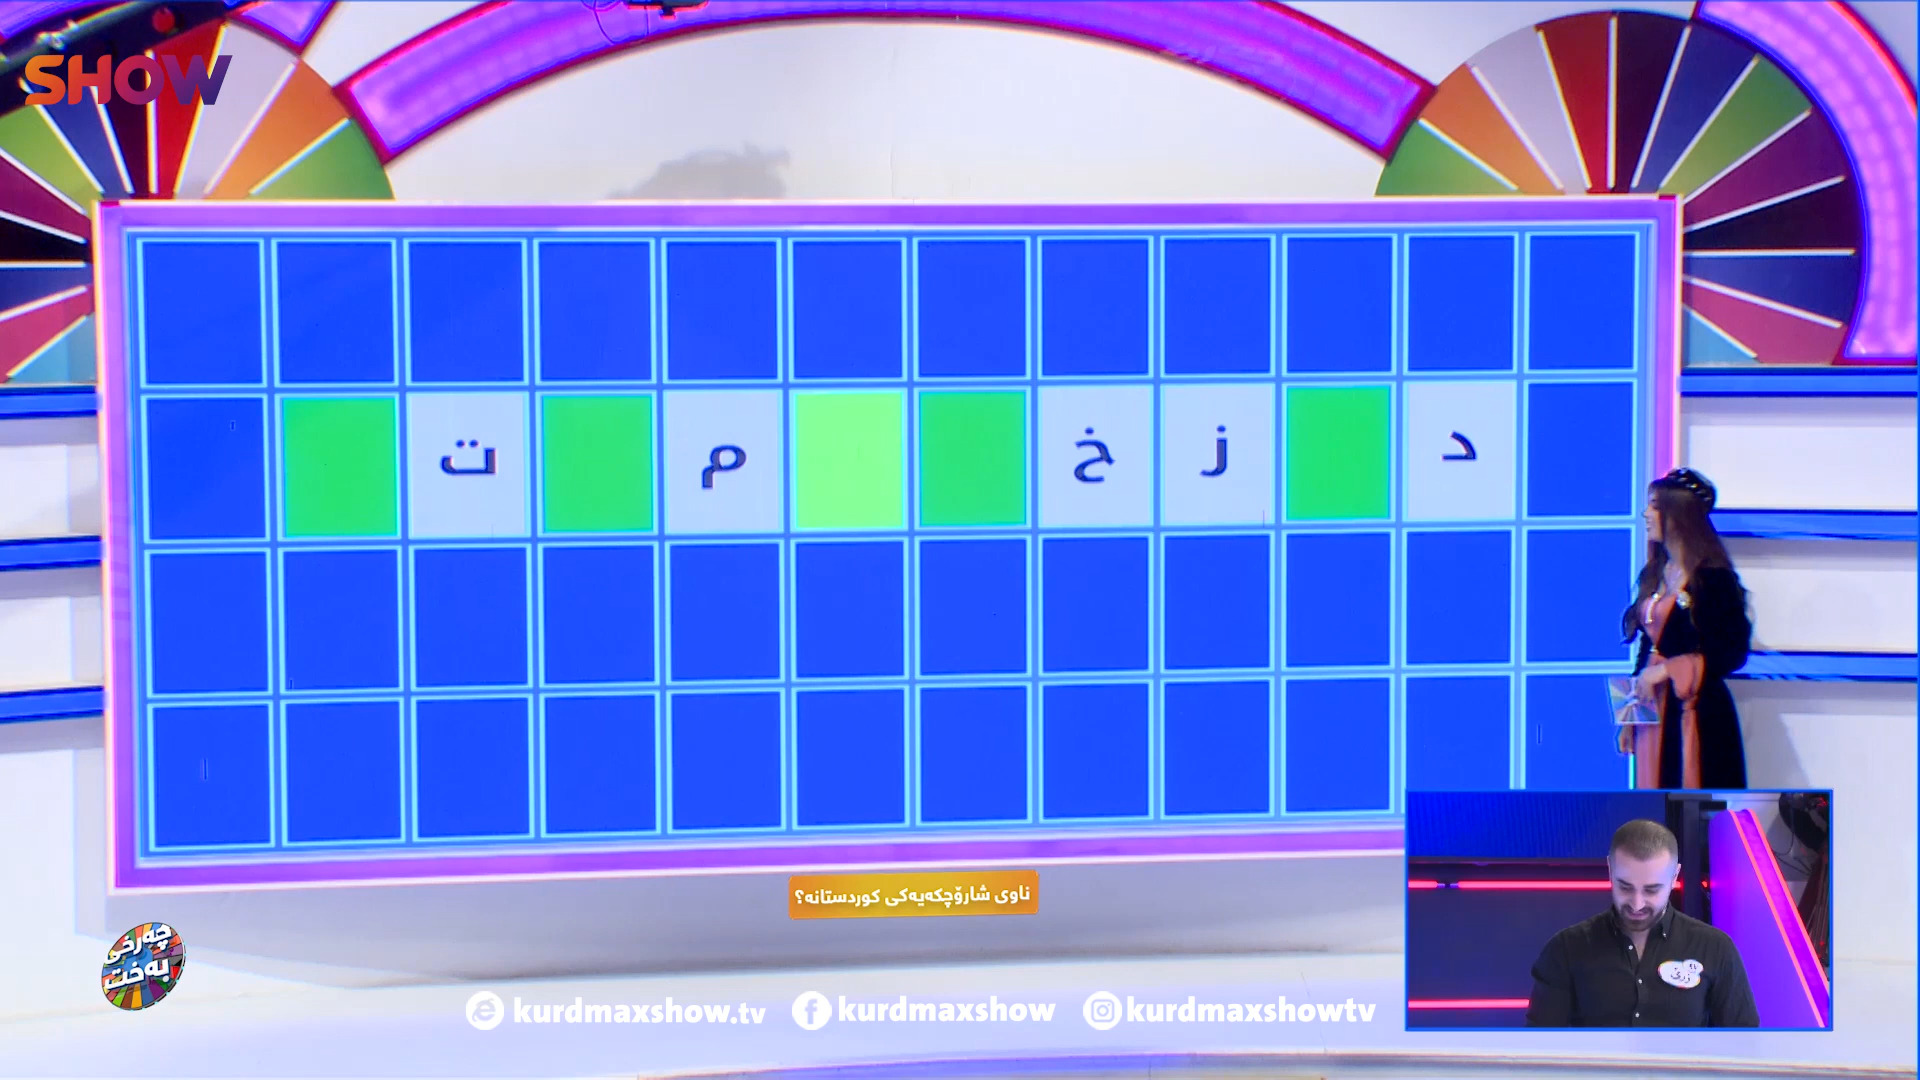 SHOW
د ز خ م ت
ناوی شارۆچکەیەکی کوردستانە؟
چەرخی
بەخت
kurdmaxshow.tv kurdmaxshow kurdmaxshowtv